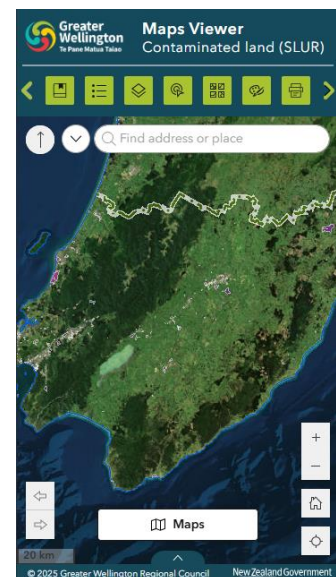 Greater
Wellington
Te Pane Matua Taiao
Maps Viewer
Contaminated land (SLUR)
Find address or place
+
−
Maps
20 km
© 2025 Greater Wellington Regional Council
New Zealand Government